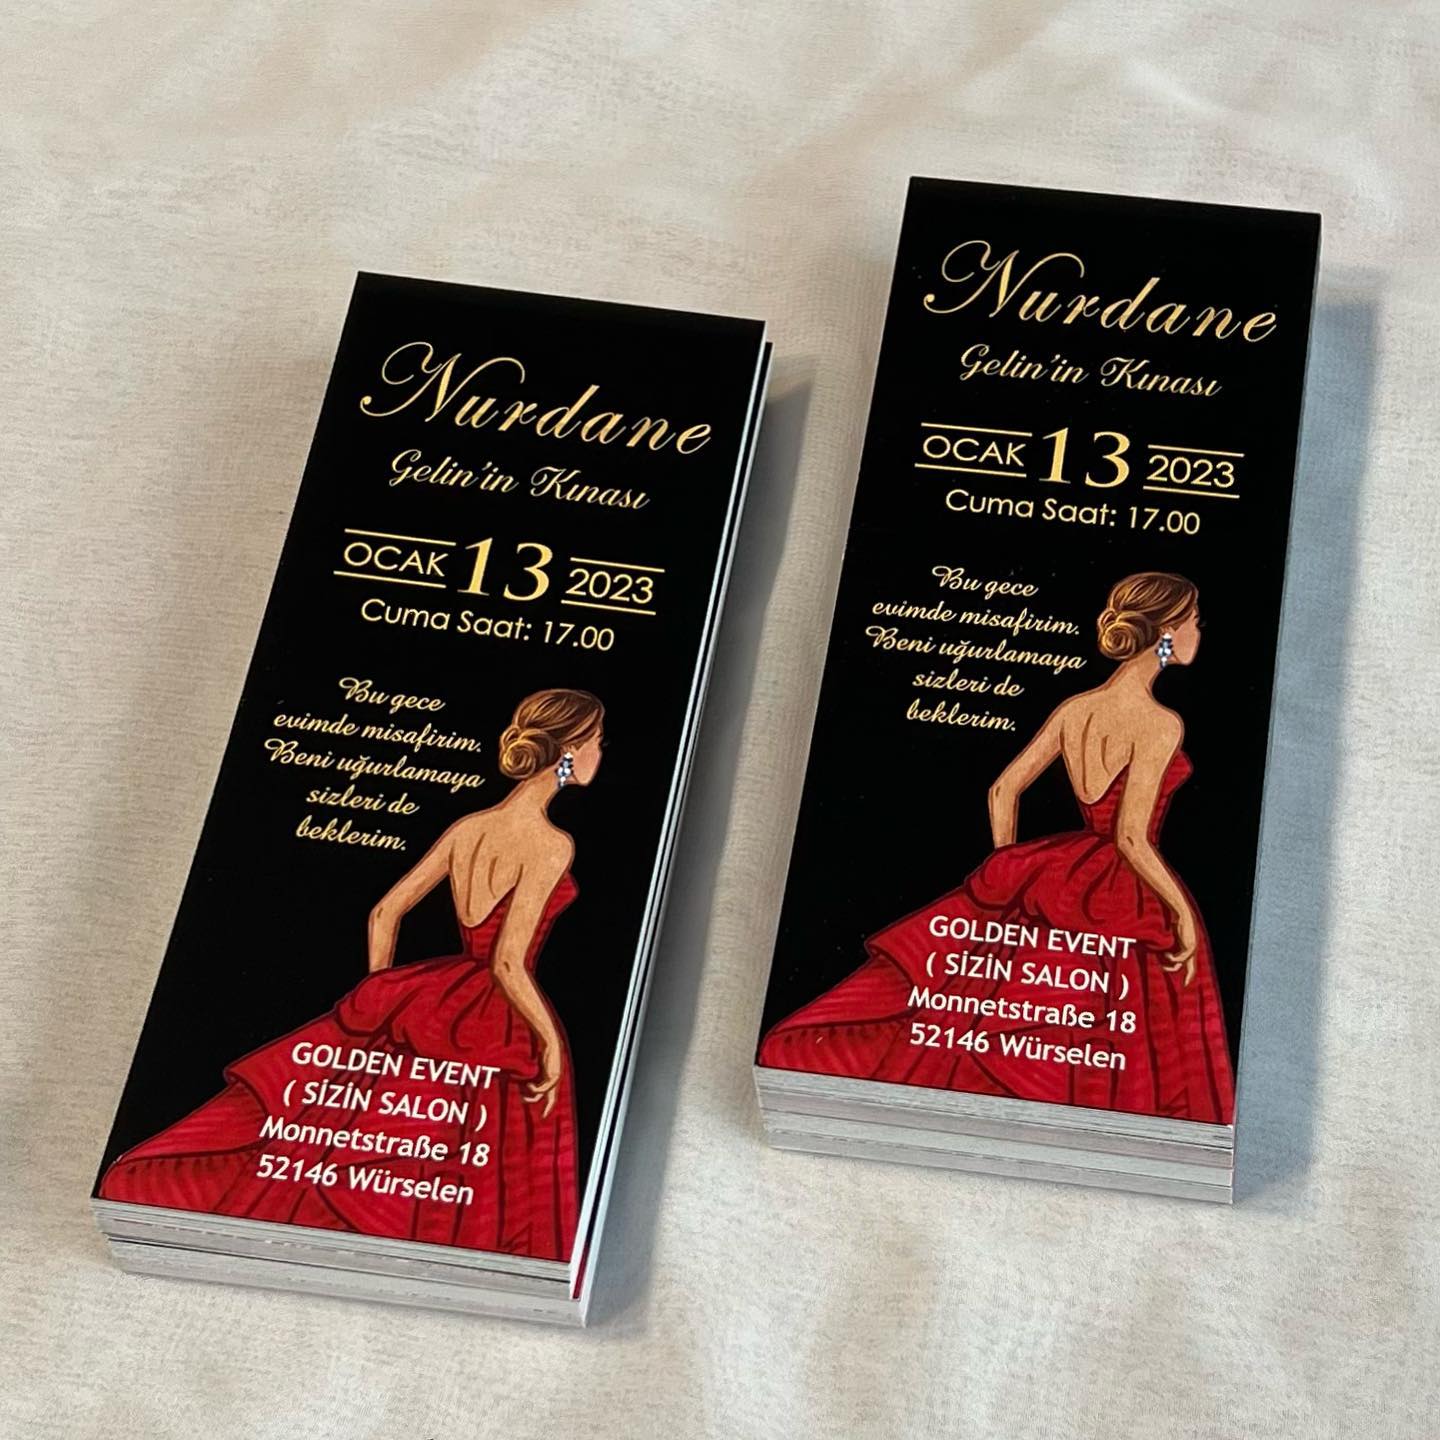 Nurdane
Gelin'in Kınası
OCAK 13 2023
Cuma Saat: 17.00
Bu gece
evimde misafirim.
Beni uğurlamaya
sizleri de
beklerim.
GOLDEN EVENT
( SİZİN SALON )
Monnetstraße 18
52146 Würselen
Nurdane
Gelin'in Kınası
OCAK 13 2023
Cuma Saat: 17.00
Bu gece
evimde misafirim.
Beni uğurlamaya
sizleri de
beklerim.
GOLDEN EVENT
( SİZİN SALON )
Monnetstraße 18
52146 Würselen